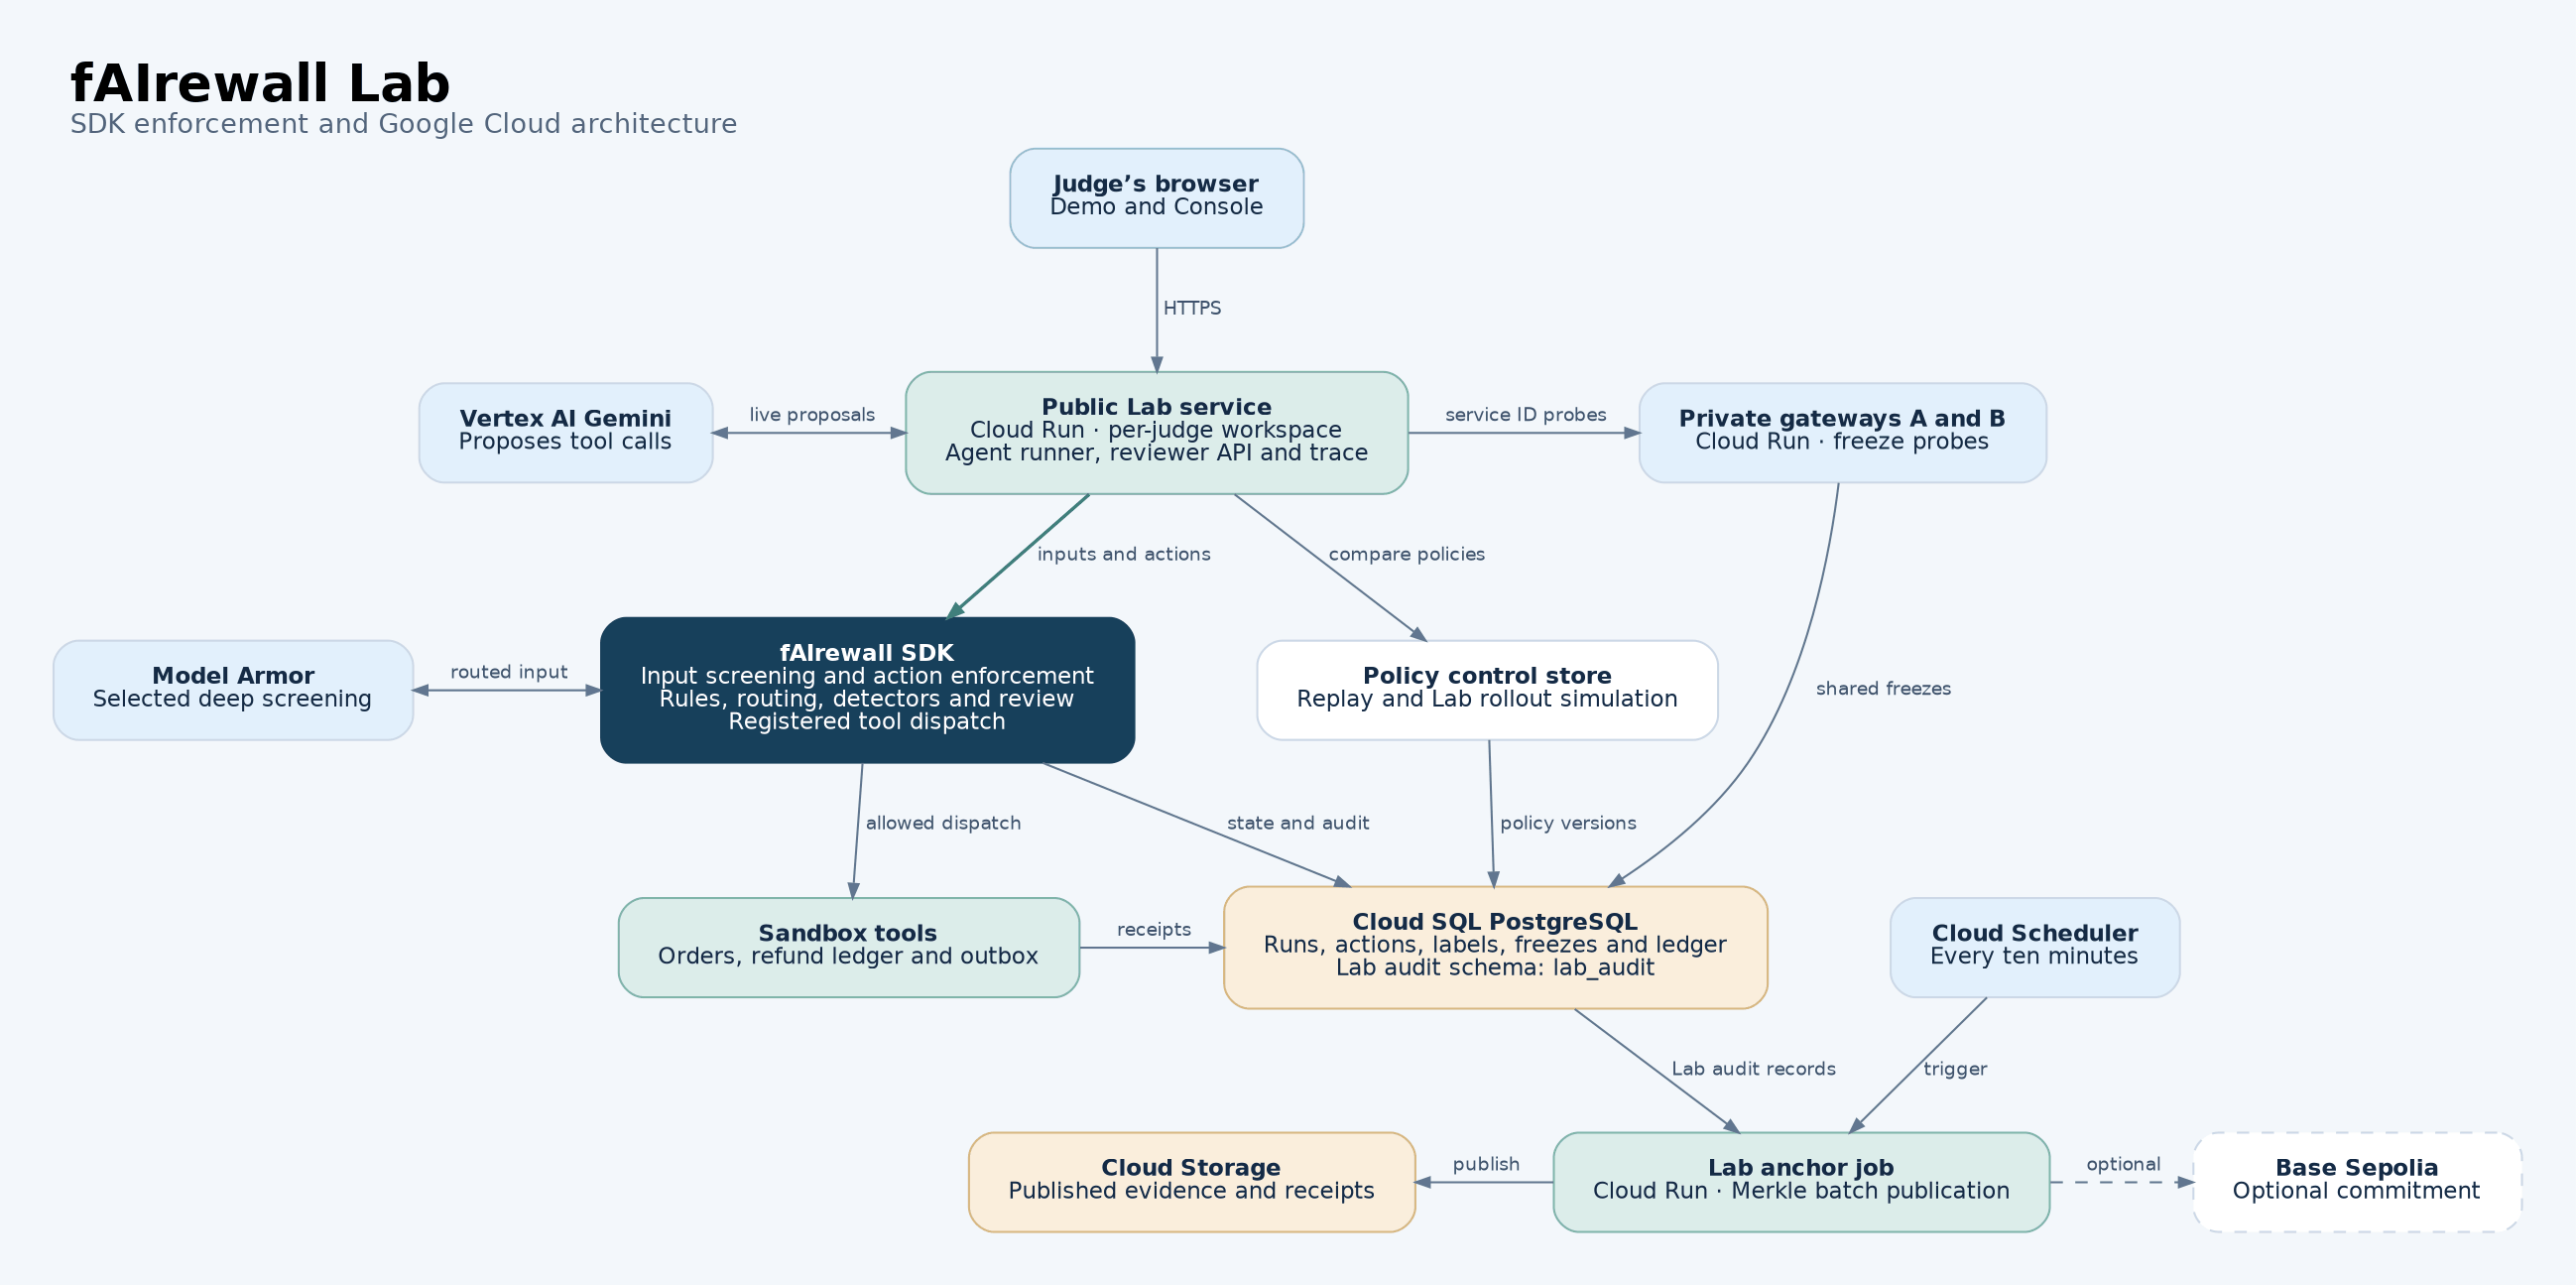 fAIrewall Lab
SDK enforcement and Google Cloud architecture
Judge’s browser
Demo and Console
HTTPS
Vertex AI Gemini
Proposes tool calls
live proposals
Public Lab service
Cloud Run · per-judge workspace
Agent runner, reviewer API and trace
service ID probes
Private gateways A and B
Cloud Run · freeze probes
inputs and actions
compare policies
Model Armor
Selected deep screening
routed input
fAIrewall SDK
Input screening and action enforcement
Rules, routing, detectors and review
Registered tool dispatch
Policy control store
Replay and Lab rollout simulation
shared freezes
allowed dispatch
state and audit
policy versions
Sandbox tools
Orders, refund ledger and outbox
receipts
Cloud SQL PostgreSQL
Runs, actions, labels, freezes and ledger
Lab audit schema: lab_audit
Cloud Scheduler
Every ten minutes
Lab audit records
trigger
Cloud Storage
Published evidence and receipts
publish
Lab anchor job
Cloud Run · Merkle batch publication
optional
Base Sepolia
Optional commitment